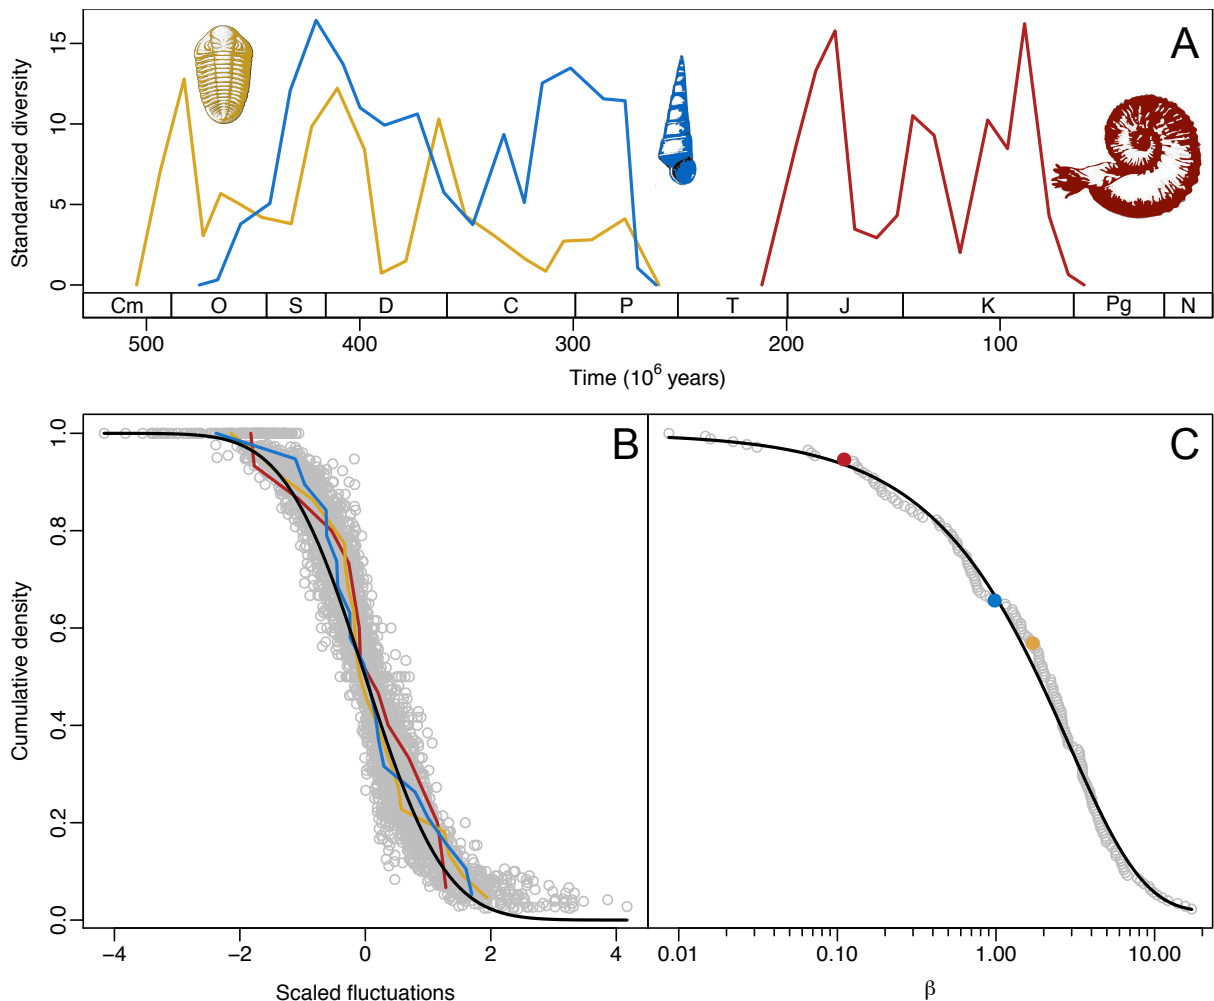 A
Standardized diversity
15
10
5
0
Cm O S D C P T J K Pg N
500 400 300 200 100
Time (10⁶ years)
B
C
Cumulative density
1.0
0.8
0.6
0.4
0.2
0.0
−4 −2 0 2 4
0.01 0.10 1.00 10.00
Scaled fluctuations
β